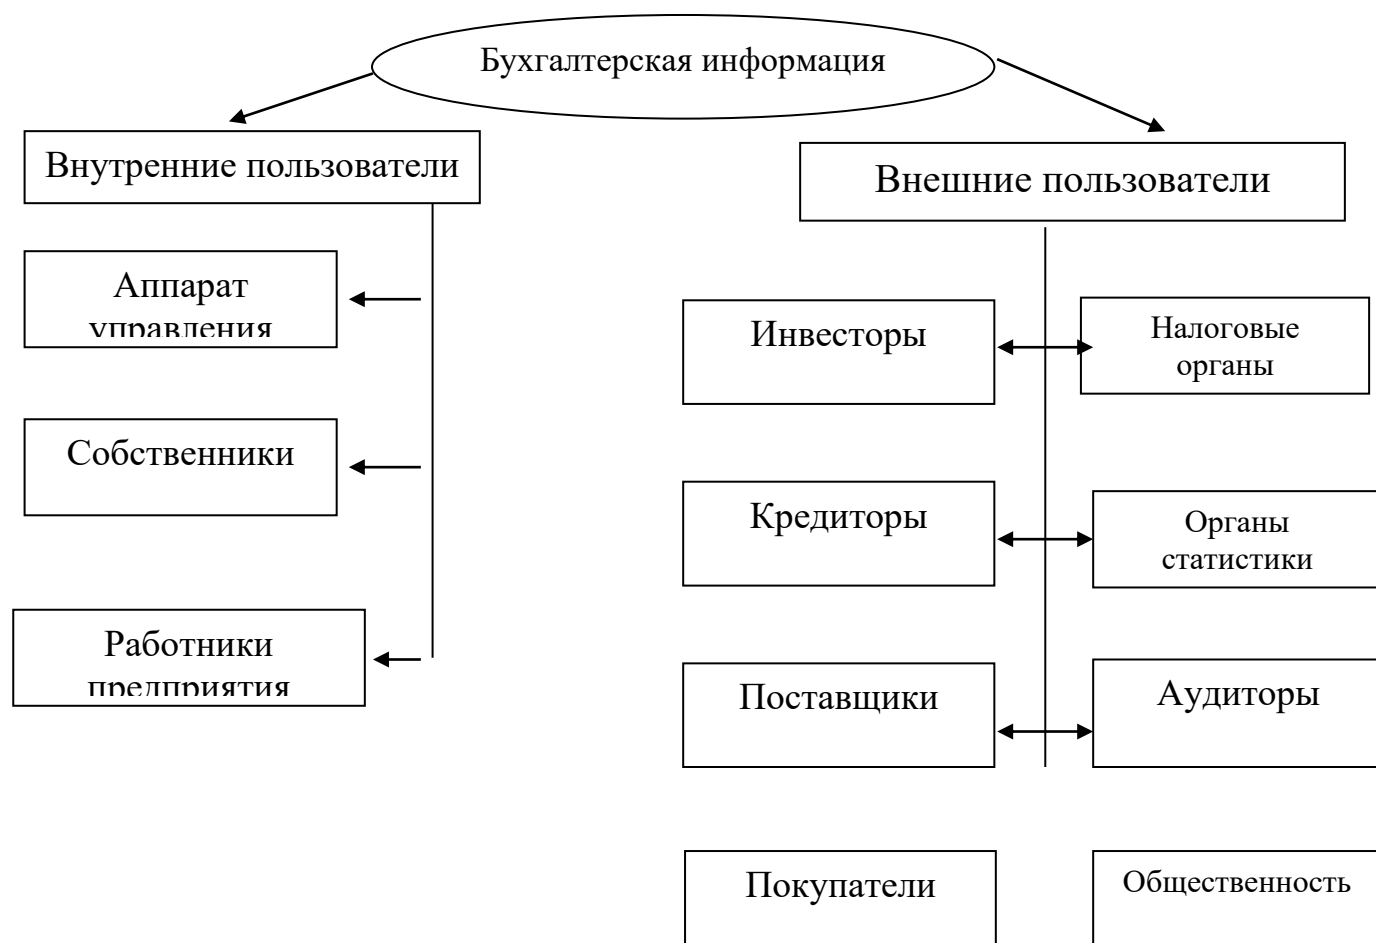 Бухгалтерская информация
Внутренние пользователи
Внешние пользователи
Аппарат
управления
Собственники
Работники
предприятия
Инвесторы
Налоговые
органы
Кредиторы
Органы
статистики
Поставщики
Аудиторы
Покупатели
Общественность